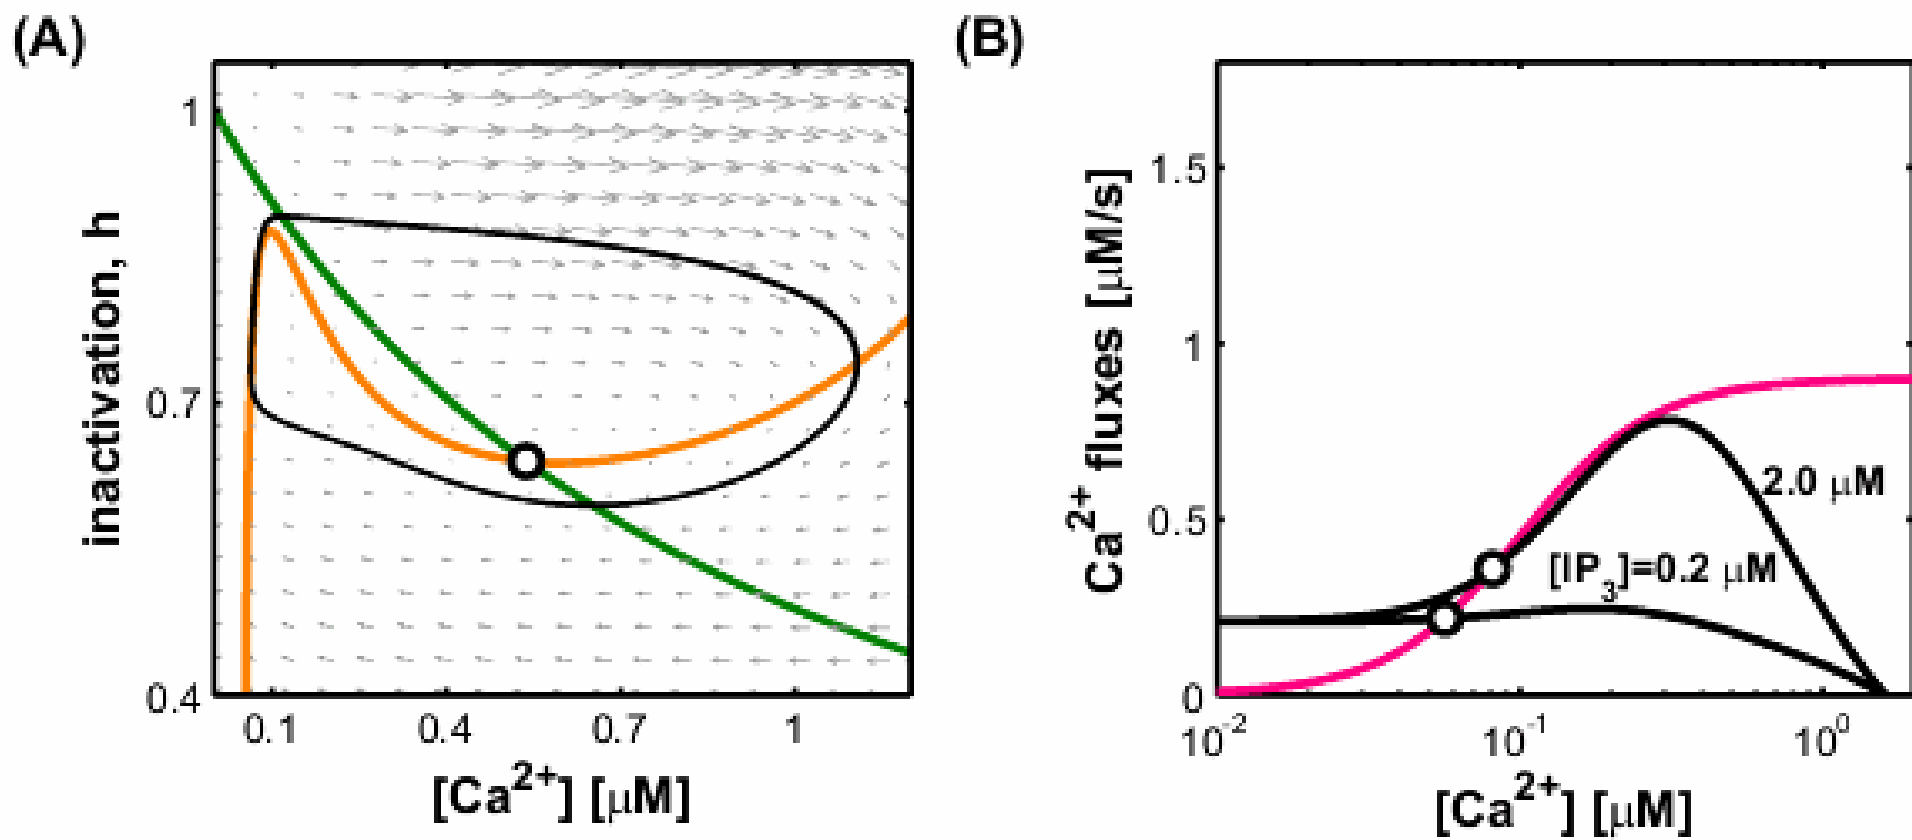 (A)
1
0.7
0.4
0.1 0.4 0.7 1
inactivation, h
[Ca²⁺] [μM]
(B)
1.5
1
0.5
0
10⁻² 10⁻¹ 10⁰
Ca²⁺ fluxes [μM/s]
2.0 μM
[IP₃]=0.2 μM
[Ca²⁺] [μM]